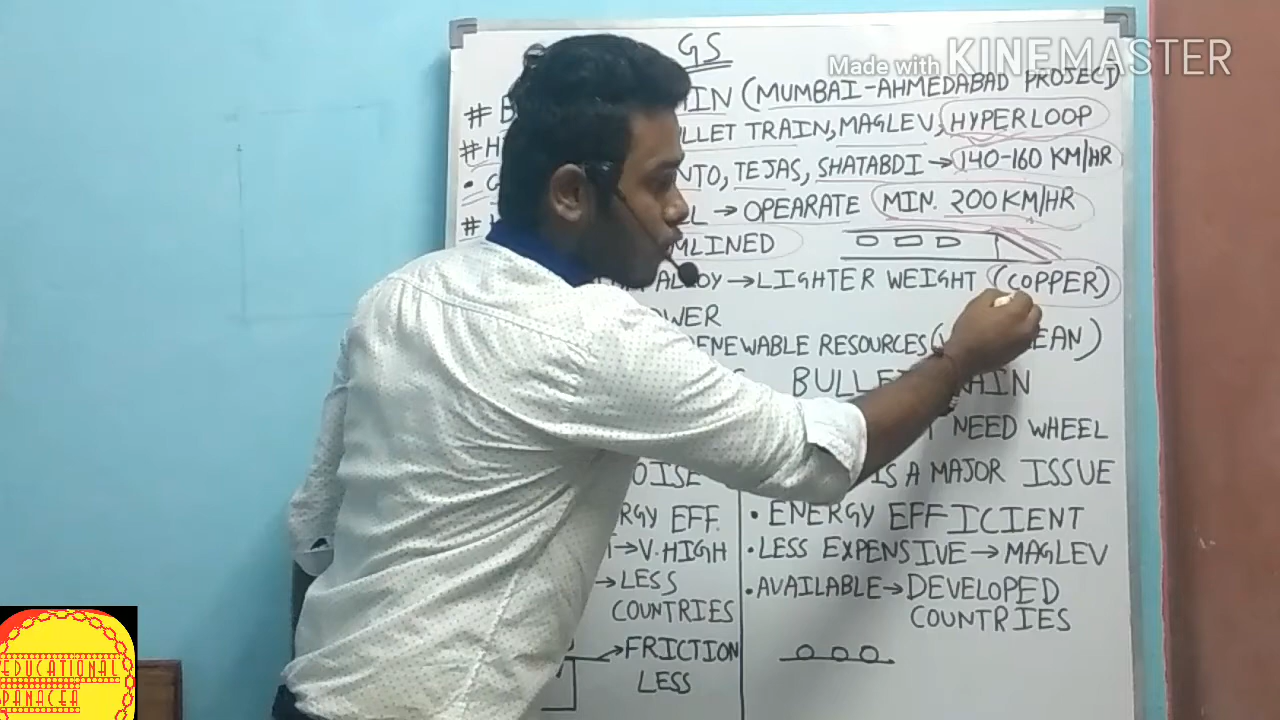 GS
Made with KINEMASTER
# B IN (MUMBAI-AHMEDABAD PROJECT)
# H LLET TRAIN, MAGLEV, HYPERLOOP
• G NTO, TEJAS, SHATABDI → 140-160 KM/HR
# L → OPEARATE (MIN. 200 KM/HR
MLINED
ALLOY → LIGHTER WEIGHT (COPPER)
OWER
ENEWABLE RESOURCES( EAN)
BULLET AIN
T NEED WHEEL
OISE IS A MAJOR ISSUE
RGY EFF. • ENERGY EFFICIENT
T → V. HIGH • LESS EXPENSIVE → MAGLEV
→ LESS COUNTRIES • AVAILABLE → DEVELOPED COUNTRIES
→ FRICTION LESS
EDUCATIONAL
PANACEA